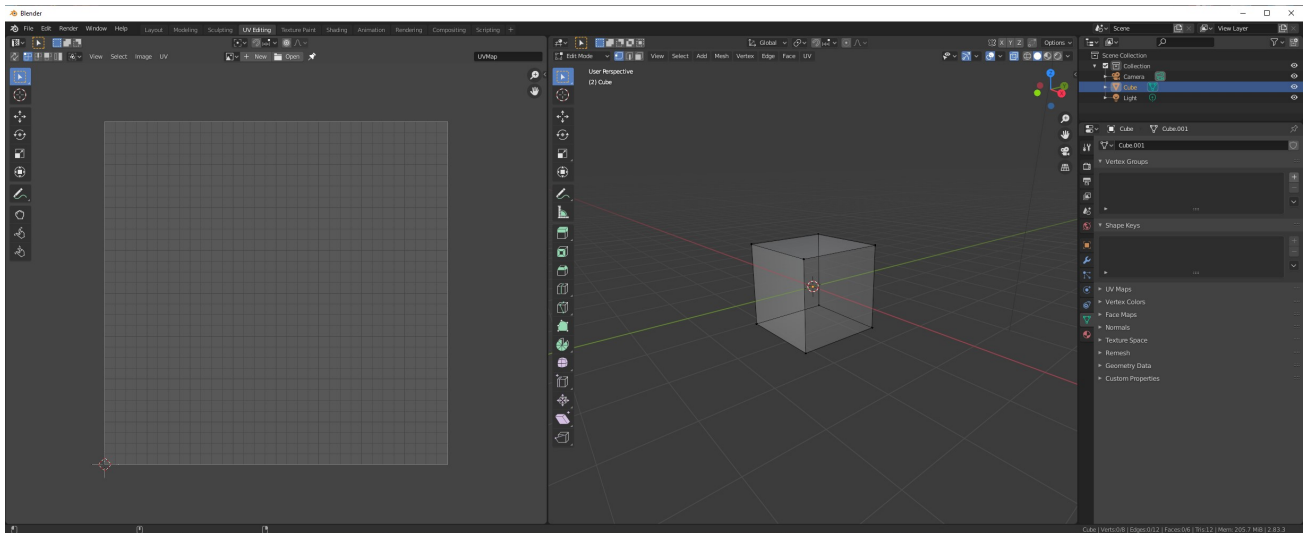 Blender
File Edit Render Window Help Layout Modeling Sculpting UV Editing Texture Paint Shading Animation Rendering Compositing Scripting + Scene View Layer
Global X Y Z Options
View Select Image UV + New Open UVMap
Edit Mode View Select Add Mesh Vertex Edge Face UV
User Perspective
(2) Cube
Z
Scene Collection
Collection
Camera
Cube
Light
Cube Cube.001
Cube.001
Vertex Groups
Shape Keys
UV Maps
Vertex Colors
Face Maps
Normals
Texture Space
Remesh
Geometry Data
Custom Properties
Cube | Verts:0/8 | Edges:0/12 | Faces:0/6 | Tris:12 | Mem: 205.7 MiB | 2.83.3